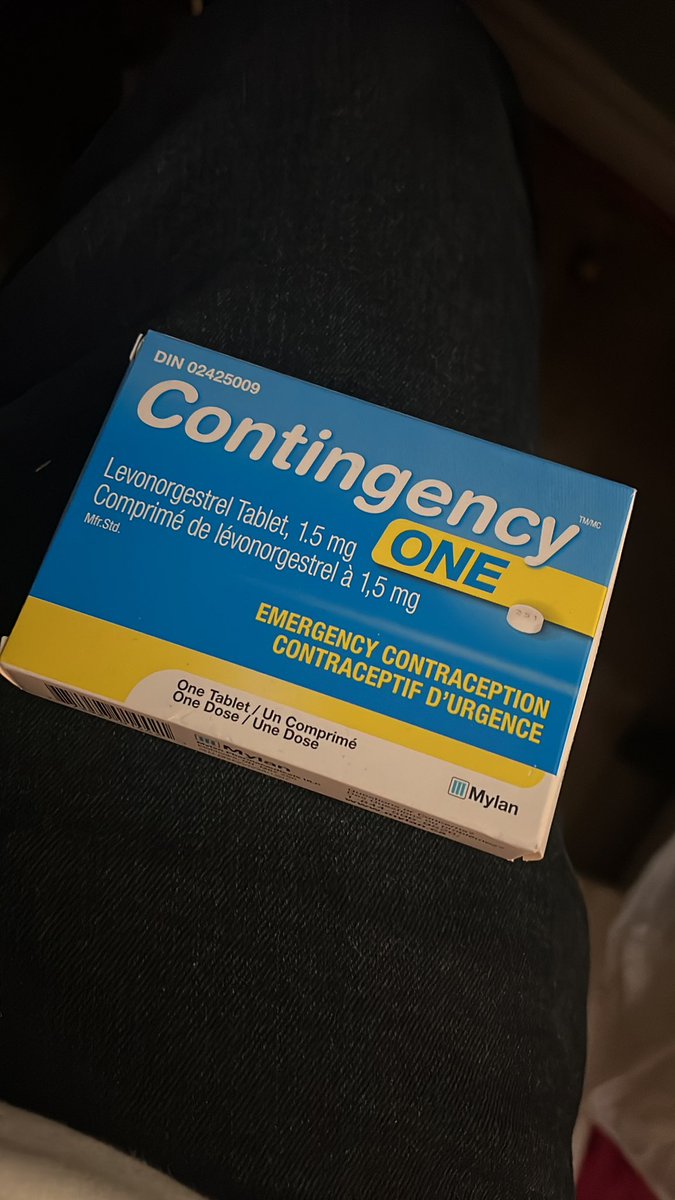 DIN 02425009
Contingency TM/MC
Levonorgestrel Tablet, 1.5 mg
Comprimé de lévonorgestrel à 1,5 mg
Mfr.Std.
ONE
EMERGENCY CONTRACEPTION
CONTRACEPTIF D'URGENCE
One Tablet / Un Comprimé
One Dose / Une Dose
Mylan
Mylan